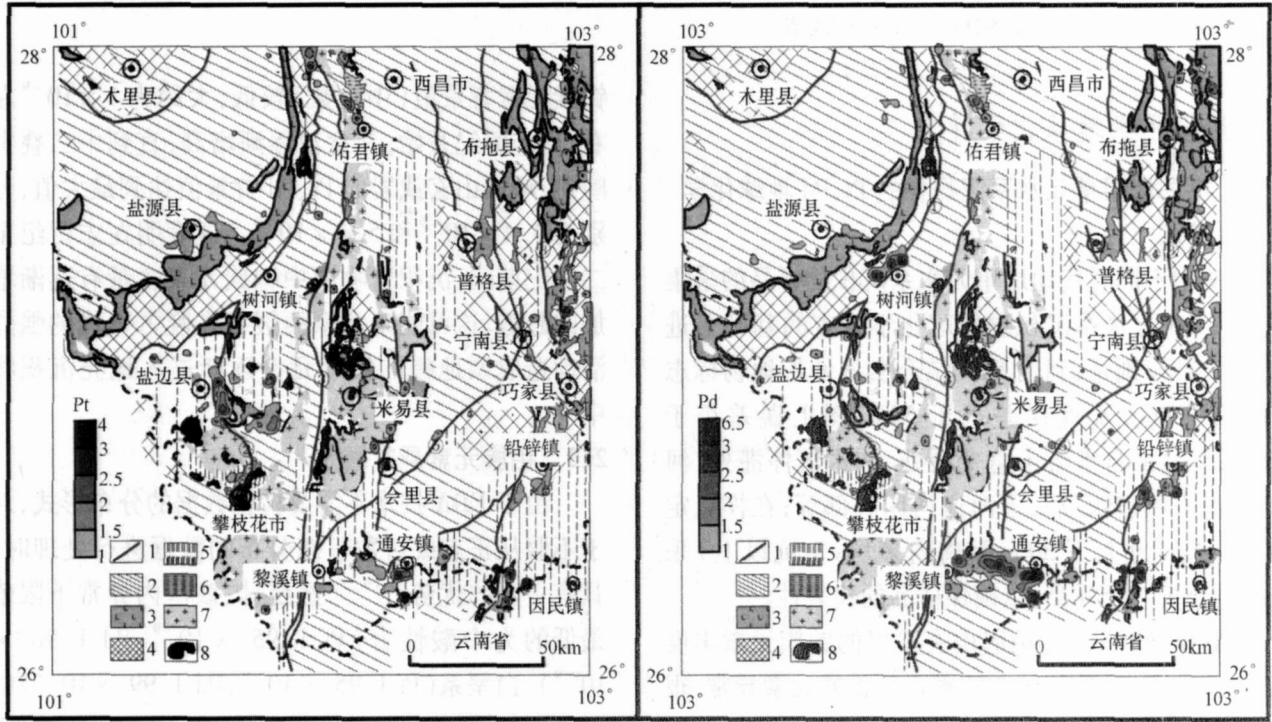 101°
103°
28°
28°
木里县
西昌市
佑君镇
布拖县
盐源县
普格县
树河镇
宁南县
盐边县
米易县
巧家县
铅锌镇
会里县
攀枝花市
通安镇
黎溪镇
因民镇
云南省
Pt
4
3
2.5
1.5
1
1
2
3
4
5
6
7
8
0
50km
26°
26°
101°
103°
101°
103°
28°
28°
木里县
西昌市
佑君镇
布拖县
盐源县
普格县
树河镇
宁南县
盐边县
米易县
巧家县
铅锌镇
会里县
攀枝花市
通安镇
黎溪镇
因民镇
云南省
Pd
6.5
3
2.5
1.5
1
1
2
3
4
5
6
7
8
0
50km
26°
26°
103°
103°